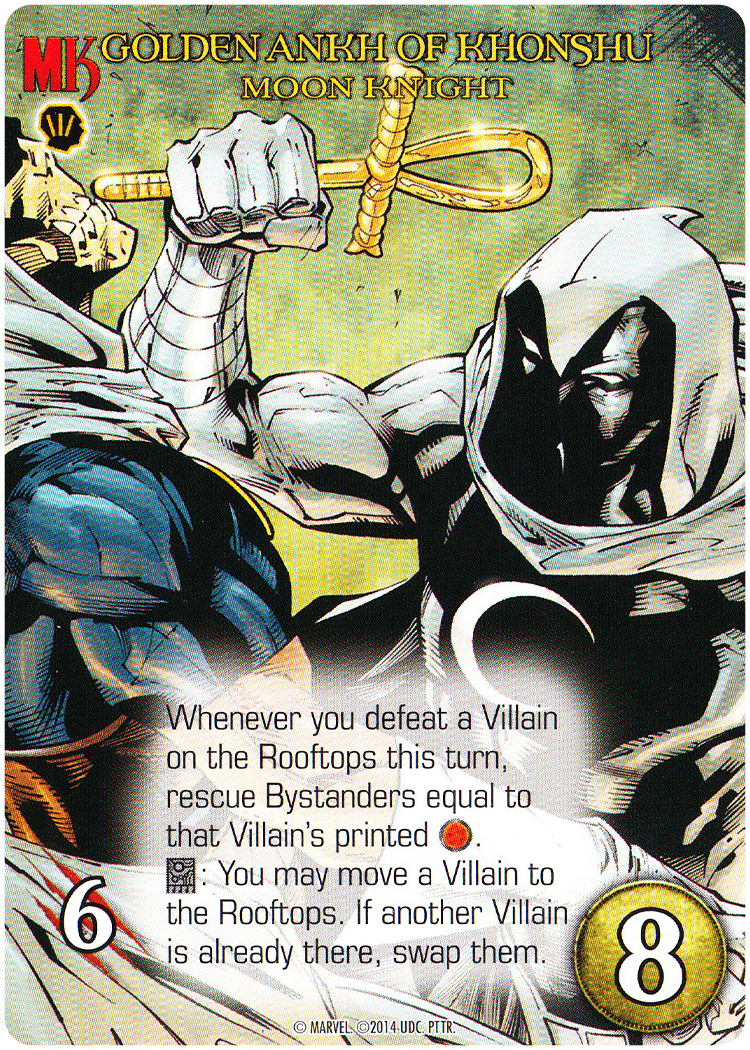 MK GOLDEN ANKH OF KHONSHU
MOON KNIGHT
Whenever you defeat a Villain
on the Rooftops this turn,
rescue Bystanders equal to
that Villain's printed .
: You may move a Villain to
the Rooftops. If another Villain
is already there, swap them.
6
8
© MARVEL. ©2014 UDC. PTTR.